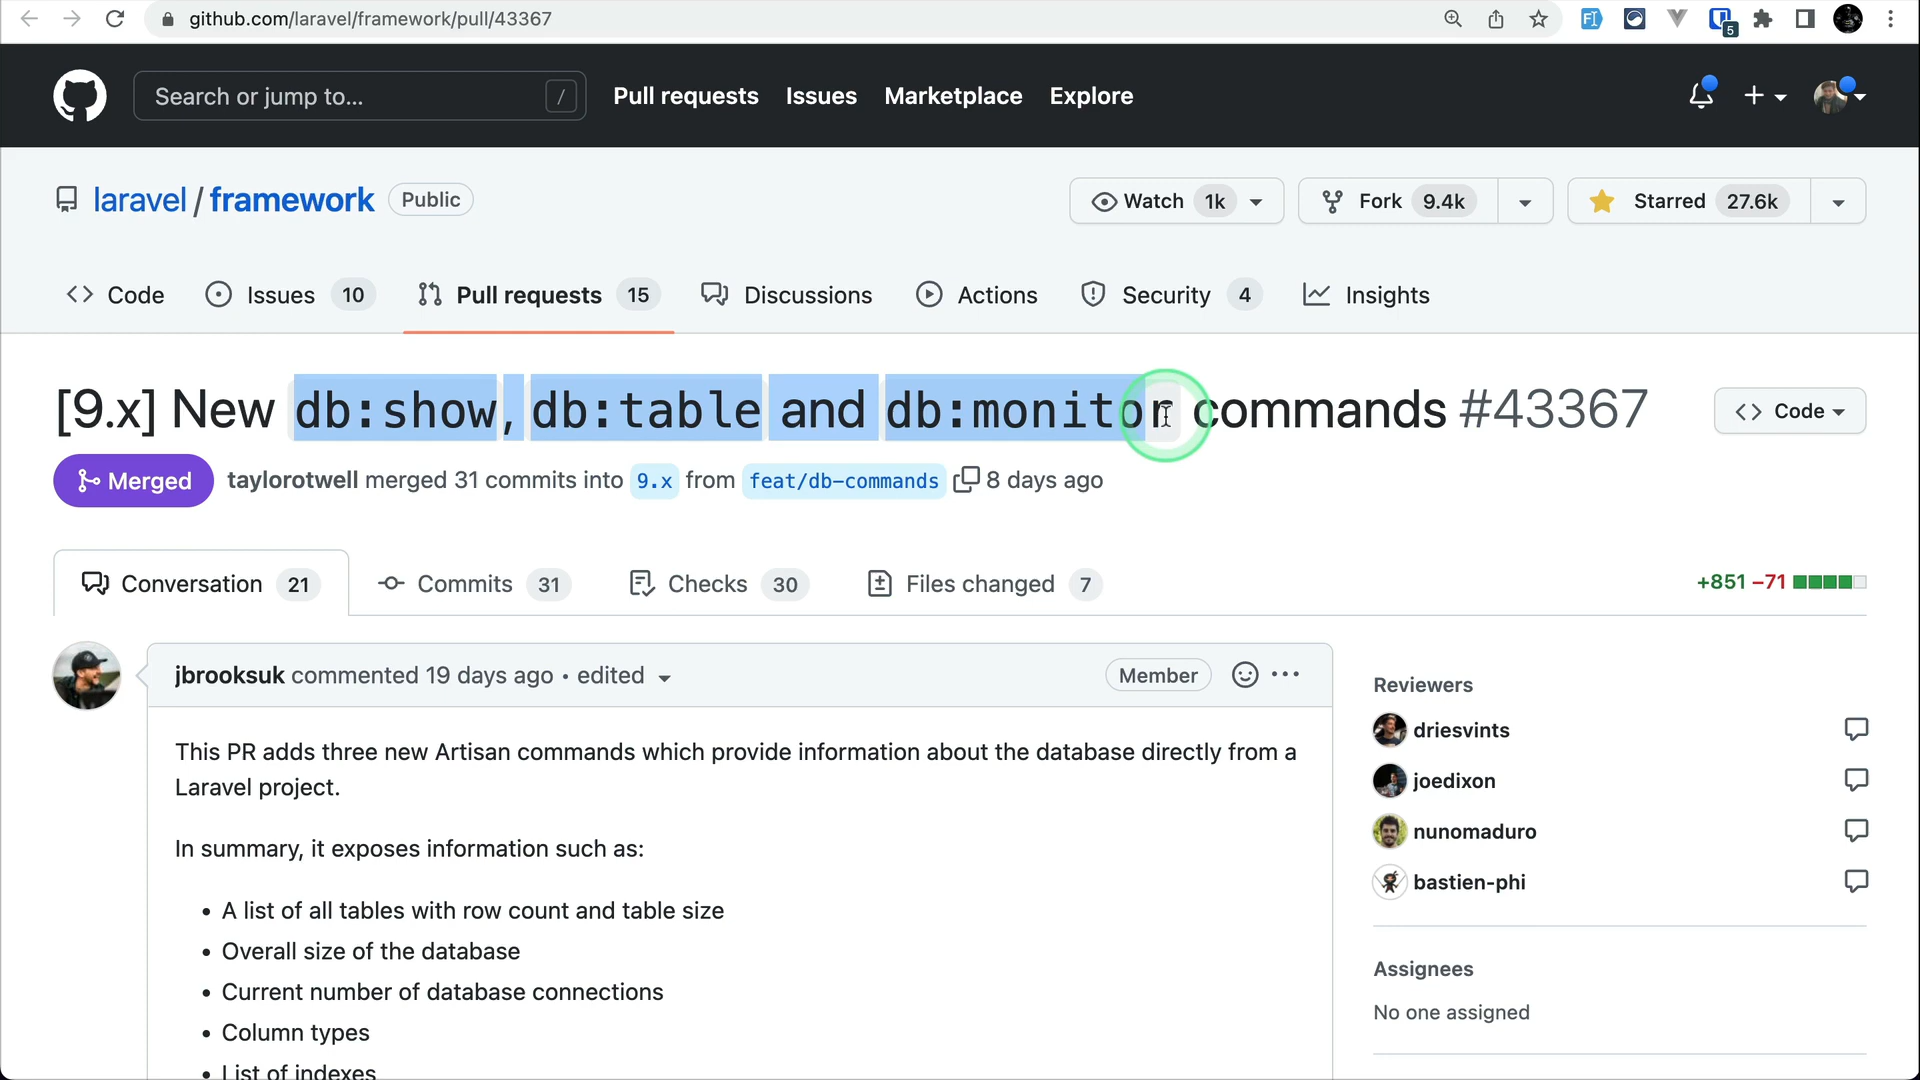 github.com/laravel/framework/pull/43367
5
Search or jump to... /
Pull requests Issues Marketplace Explore
laravel / framework Public
Watch 1k Fork 9.4k Starred 27.6k
Code Issues 10 Pull requests 15 Discussions Actions Security 4 Insights
[9.x] New db:show, db:table and db:monitor commands #43367
Code
Merged taylorotwell merged 31 commits into 9.x from feat/db-commands 8 days ago
Conversation 21 Commits 31 Checks 30 Files changed 7
+851 −71
jbrooksuk commented 19 days ago • edited
Member
This PR adds three new Artisan commands which provide information about the database directly from a
Laravel project.
In summary, it exposes information such as:
• A list of all tables with row count and table size
• Overall size of the database
• Current number of database connections
• Column types
• List of indexes
Reviewers
driesvints
joedixon
nunomaduro
bastien-phi
Assignees
No one assigned